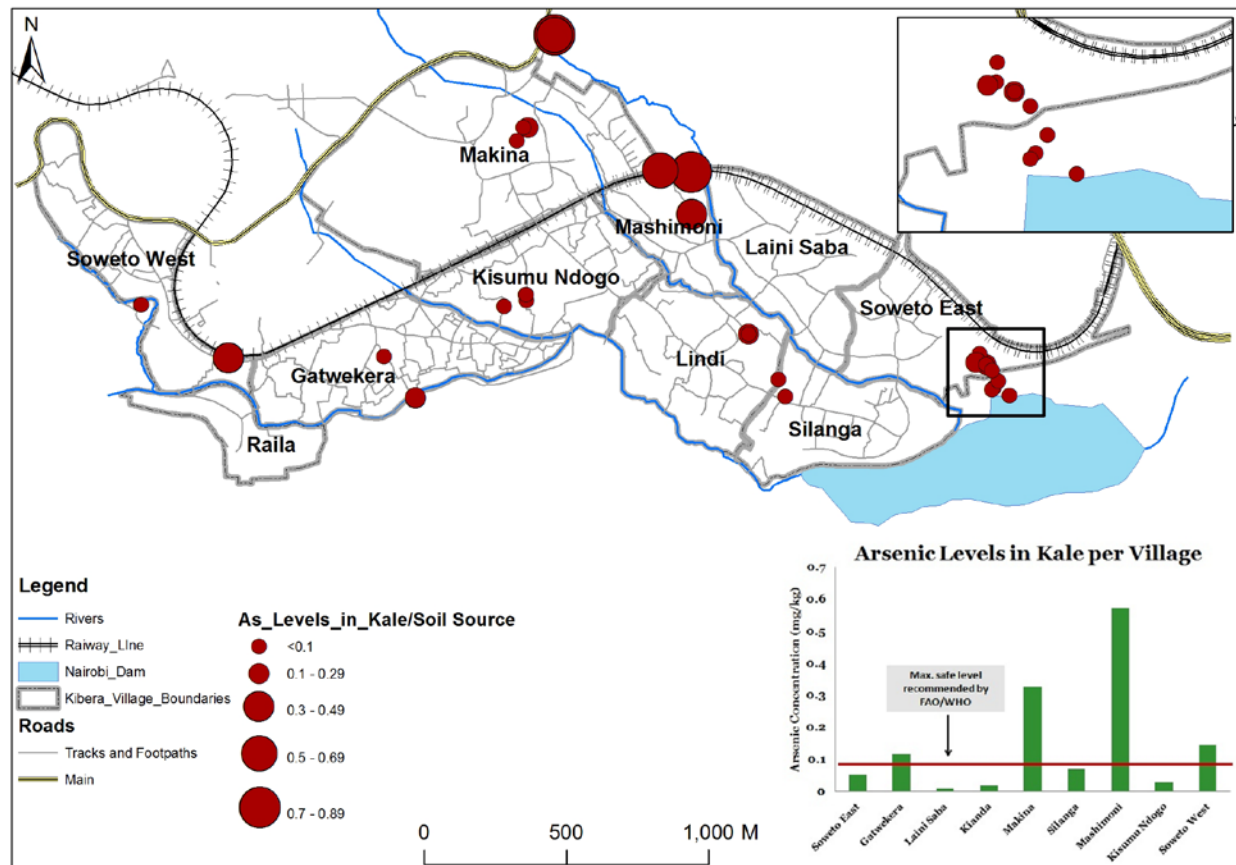 N
Makina
Mashimoni
Laini Saba
Soweto West
Kisumu Ndogo
Soweto East
Lindi
Gatwekera
Silanga
Raila
Legend
Rivers
Raiway_LIne
Nairobi_Dam
Kibera_Village_Boundaries
Roads
Tracks and Footpaths
Main
As_Levels_in_Kale/Soil Source
<0.1
0.1 - 0.29
0.3 - 0.49
0.5 - 0.69
0.7 - 0.89
0 500 1,000 M
Arsenic Levels in Kale per Village
Arsenic Concentration (mg/kg)
0.7
0.6
0.5
0.4
0.3
0.2
0.1
0
Max. safe level
recommended by
FAO/WHO
Soweto East
Gatwekera
Laini Saba
Kianda
Makina
Silanga
Mashimoni
Kisumu Ndogo
Soweto West